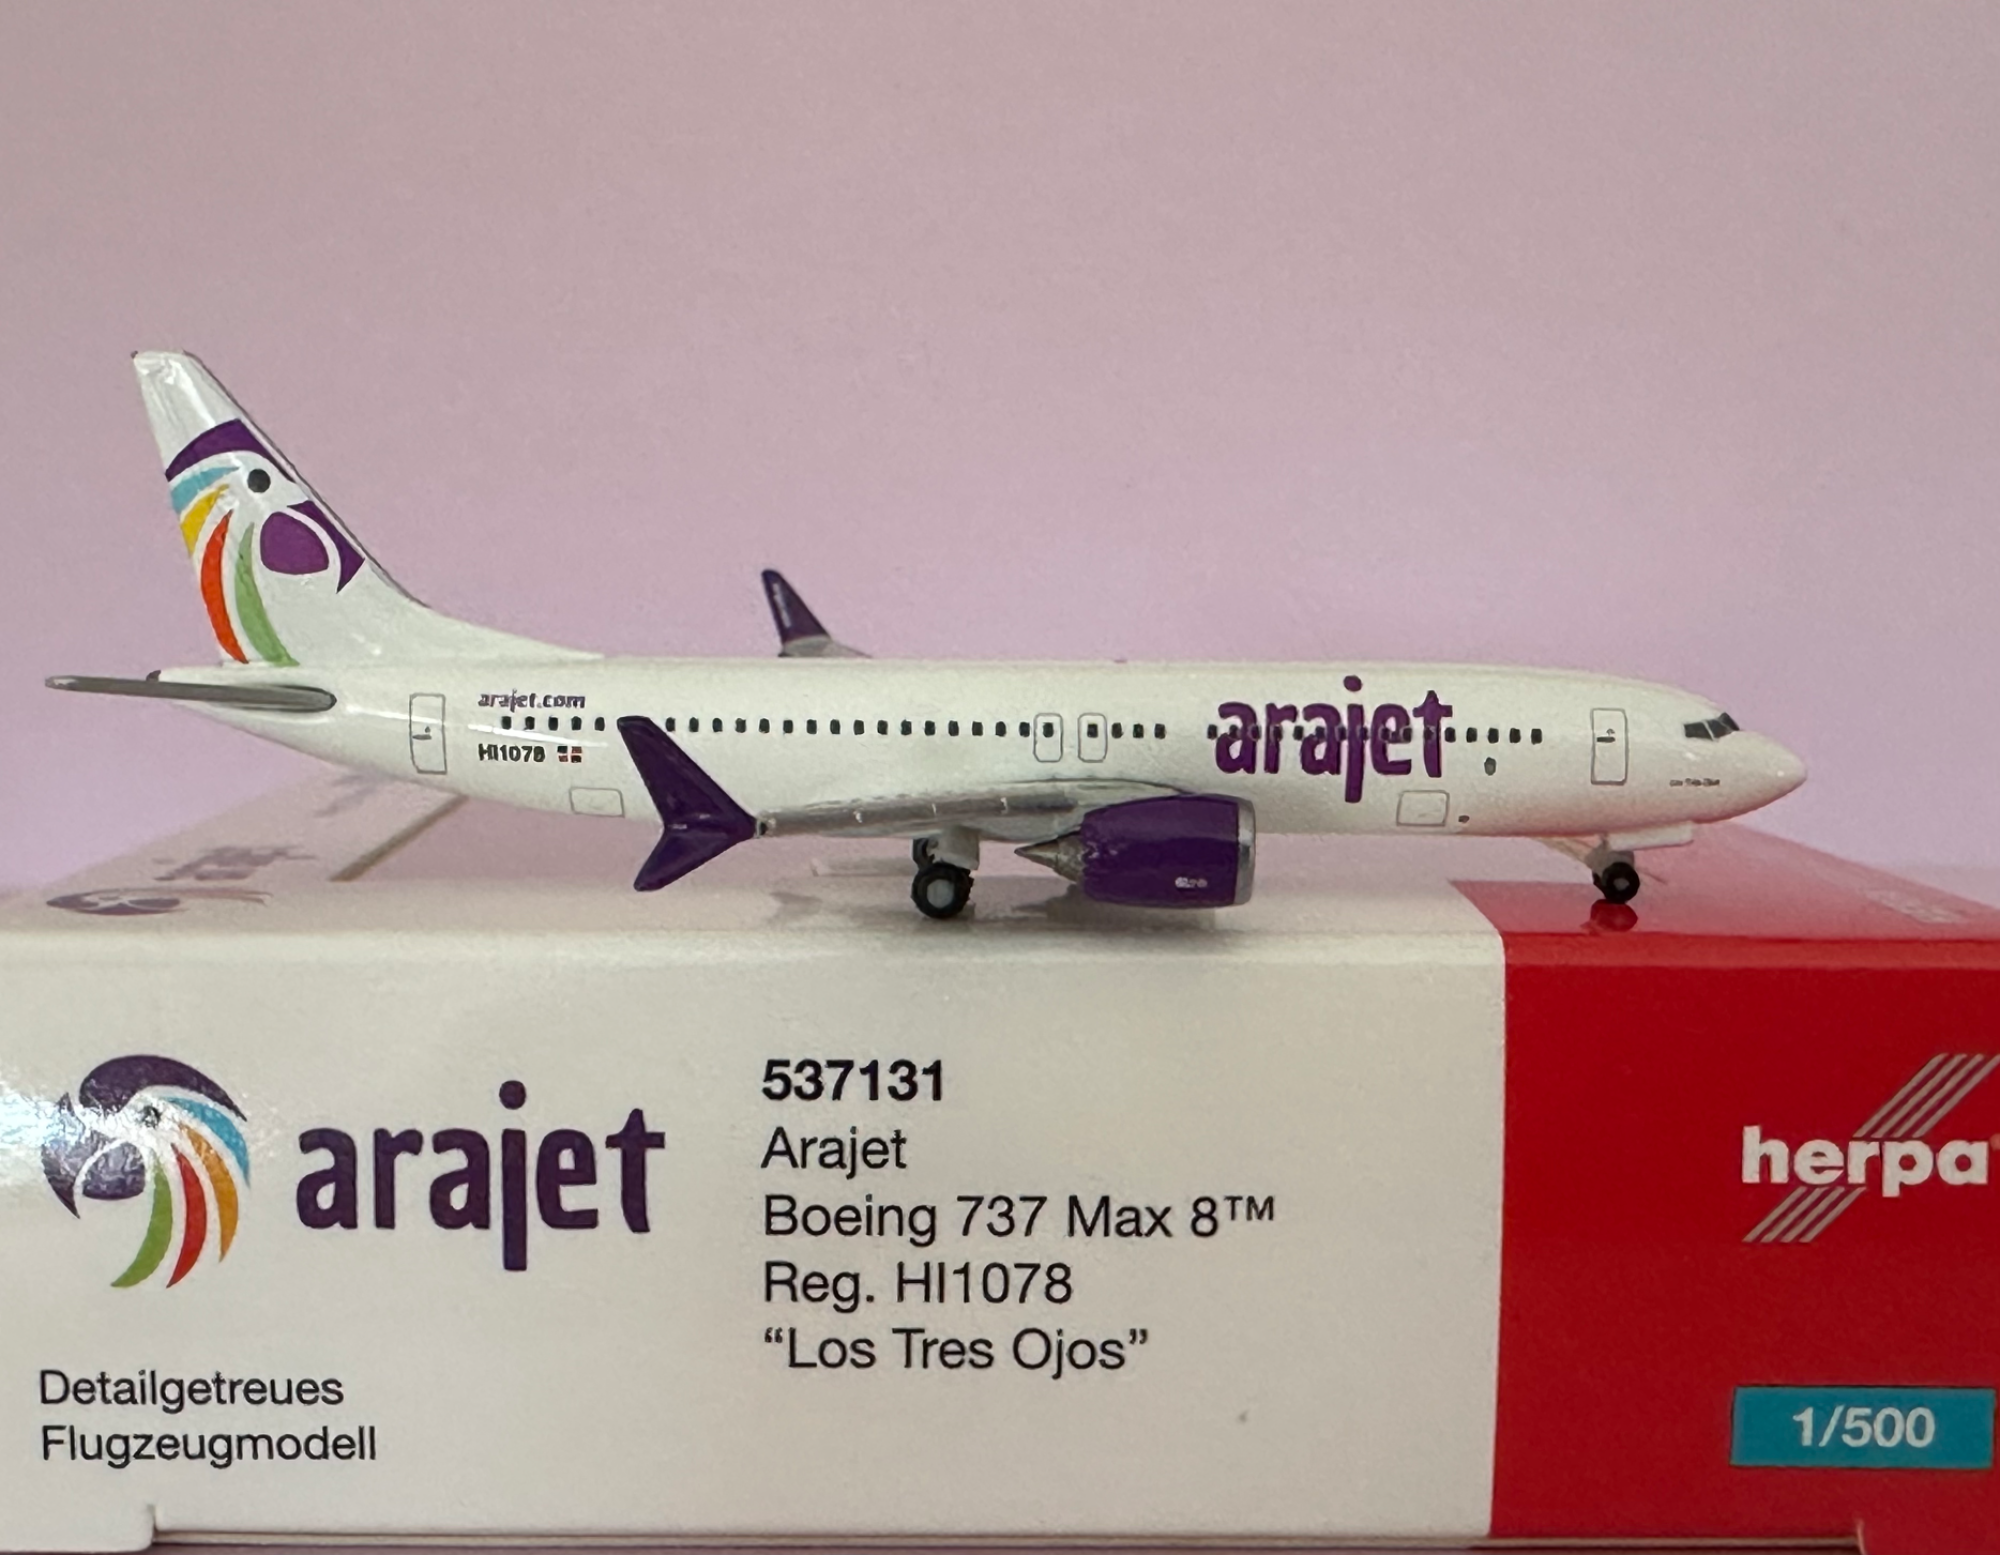 arajet.com
HI1078
arajet
arajet
537131
Arajet
Boeing 737 Max 8™
Reg. HI1078
“Los Tres Ojos”
Detailgetreues
Flugzeugmodell
herpa
1/500